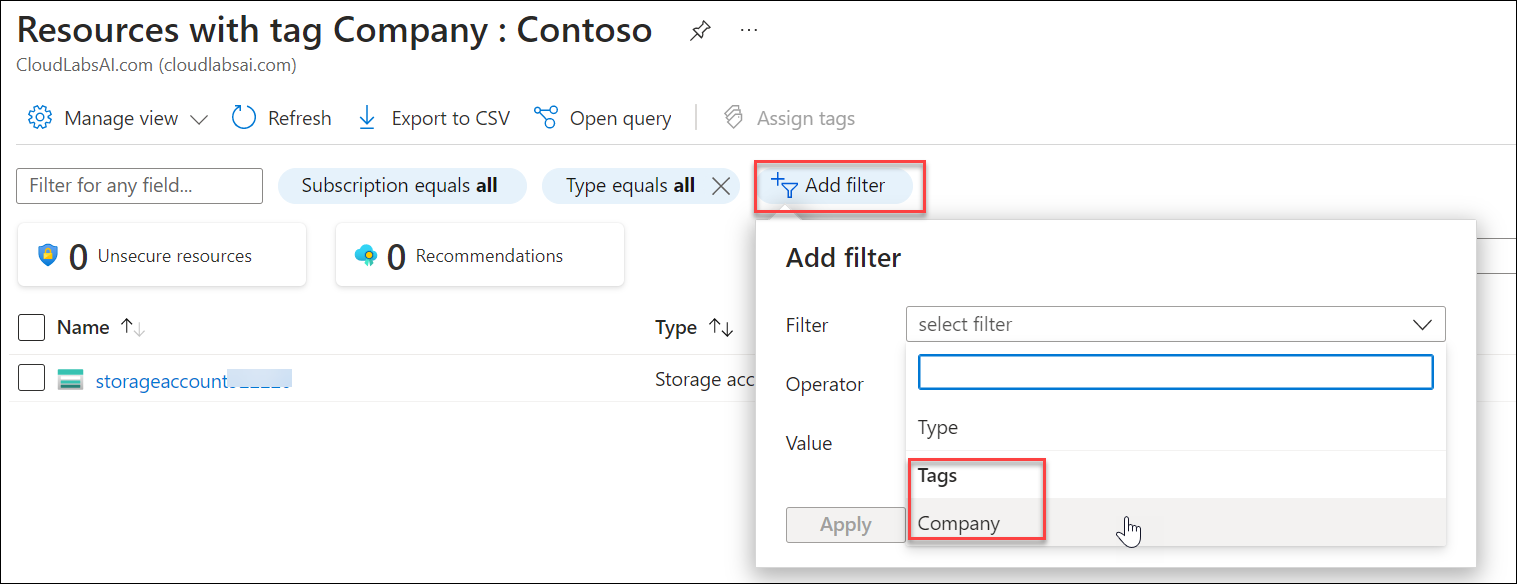 Resources with tag Company : Contoso
CloudLabsAI.com (cloudlabsai.com)
Manage view Refresh Export to CSV Open query Assign tags
Filter for any field... Subscription equals all Type equals all Add filter
0 Unsecure resources 0 Recommendations
Add filter
Name Type
Filter select filter
storageaccount Storage acc
Operator
Type
Value
Tags
Apply Company